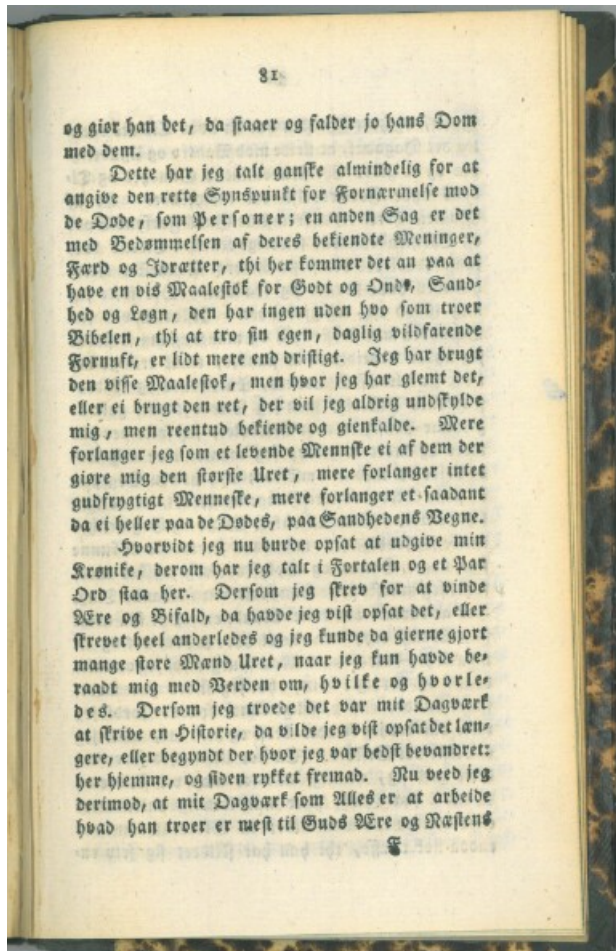 81
og giør han det, da staaer og falder jo hans Dom
med dem.
Dette har jeg talt ganske almindelig for at
angive den rette Synspunkt for Fornærmelse mod
de Døde, som Personer; en anden Sag er det
med Bedømmelsen af deres bekiendte Meninger,
Færd og Idrætter, thi her kommer det an paa at
have en vis Maalestok for Godt og Ondt, Sand-
hed og Løgn, den har ingen uden hvo som troer
Bibelen, thi at tro sin egen, daglig vildfarende
Fornuft, er lidt mere end dristigt. Jeg har brugt
den visse Maalestok, men hvor jeg har glemt det,
eller ei brugt den ret, der vil jeg aldrig undskylde
mig, men reentud bekiende og gienkalde. Mere
forlanger jeg som et levende Mennske ei af dem der
giøre mig den største Uret, mere forlanger intet
gudfrygtigt Menneske, mere forlanger et saadant
da ei heller paa de Dødes, paa Sandhedens Vegne.
Hvorvidt jeg nu burde opsat at udgive min
Krønike, derom har jeg talt i Fortalen og et Par
Ord staa her. Dersom jeg skrev for at vinde
Ære og Bifald, da havde jeg vist opsat det, eller
skrevet heel anderledes og jeg kunde da gierne gjort
mange store Mænd Uret, naar jeg kun havde be-
raadt mig med Verden om, hvilke og hvorle-
des. Dersom jeg troede det var mit Dagværk
at skrive en Historie, da vilde jeg vist opsat det læn-
gere, eller begyndt der hvor jeg var bedst bevandret:
her hjemme, og siden rykket fremad. Nu veed jeg
derimod, at mit Dagværk som Alles er at arbeide
hvad han troer er mest til Guds Ære og Næstens
F